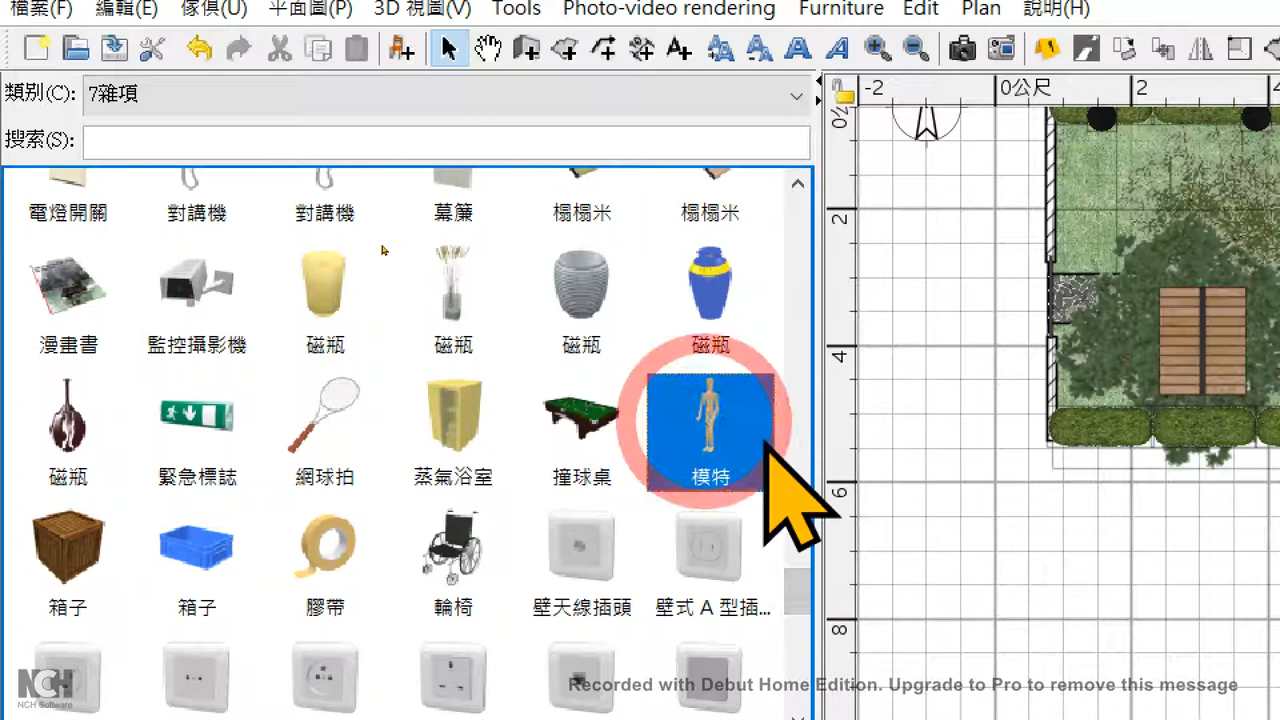 檔案(F) 編輯(E) 傢俱(U) 平面圖(P) 3D 視圖(V) Tools Photo-video rendering Furniture Edit Plan 說明(H)
類別(C): 7雜項
搜索(S):
電燈開關 對講機 對講機 幕簾 榻榻米 榻榻米
漫畫書 監控攝影機 磁瓶 磁瓶 磁瓶 磁瓶
磁瓶 緊急標誌 網球拍 蒸氣浴室 撞球桌 模特
箱子 箱子 膠帶 輪椅 壁天線插頭 壁式 A 型插...
-2 0公尺 2 4
2
4
6
8
NCH
NCH Software
Recorded with Debut Home Edition. Upgrade to Pro to remove this message